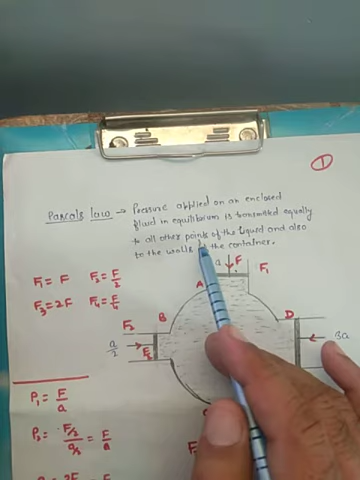 1
Pascals law → Pressure applied on an enclosed
fluid in equilibrium is transmitted equally
to all other points of the liquid and also
to the walls the container.
F₁ = F F₂ = F/2
F₃ = 2F F₄ = F/4
a F F₁
A
F₂ B D
a/2 3a
P₁ = F/a
P₂ = F/2 / a/2 = F/a